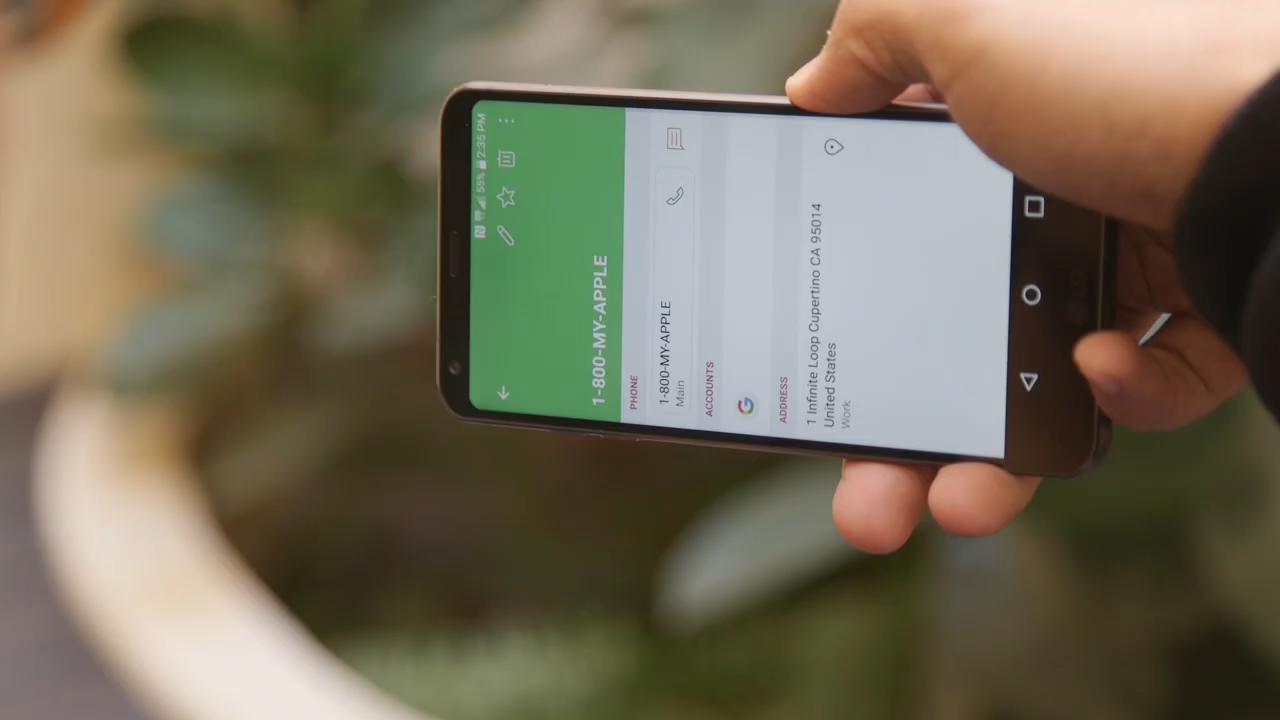 55% 2:35 PM
1-800-MY-APPLE
PHONE
1-800-MY-APPLE
Main
ACCOUNTS
G
ADDRESS
1 Infinite Loop Cupertino CA 95014
United States
Work